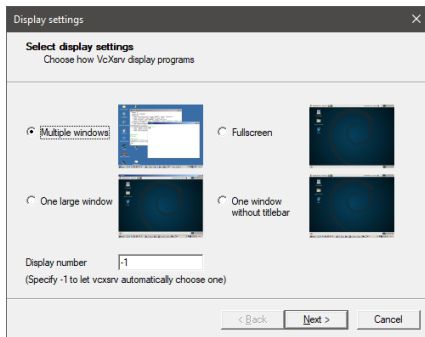 Display settings
Select display settings
Choose how VcXsrv display programs
Multiple windows
Fullscreen
One large window
One window
without titlebar
Display number
-1
(Specify -1 to let vcxsrv automatically choose one)
< Back
Next >
Cancel